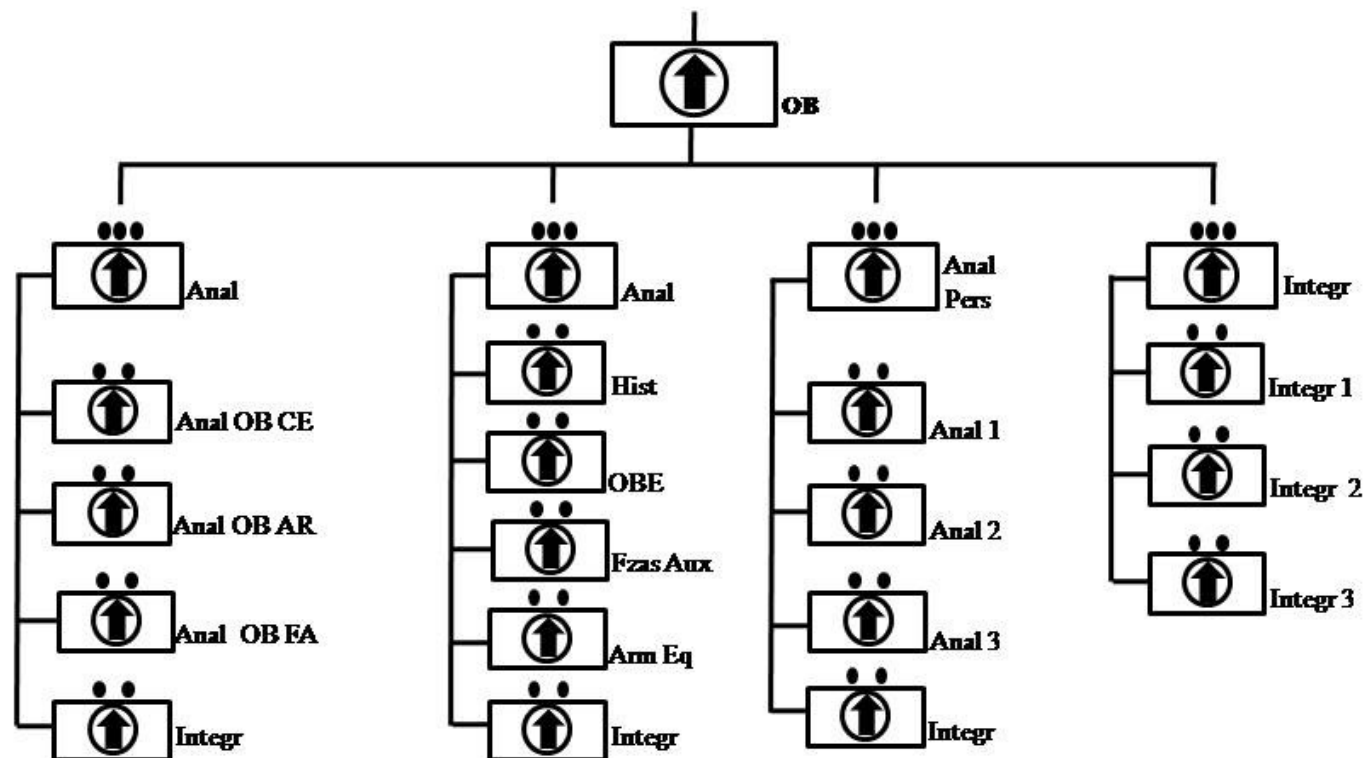 OB
Anal
Anal OB CE
Anal OB AR
Anal OB FA
Integr
Anal
Hist
OBE
Fzas Aux
Arm Eq
Integr
Anal
Pers
Anal 1
Anal 2
Anal 3
Integr
Integr
Integr 1
Integr 2
Integr 3